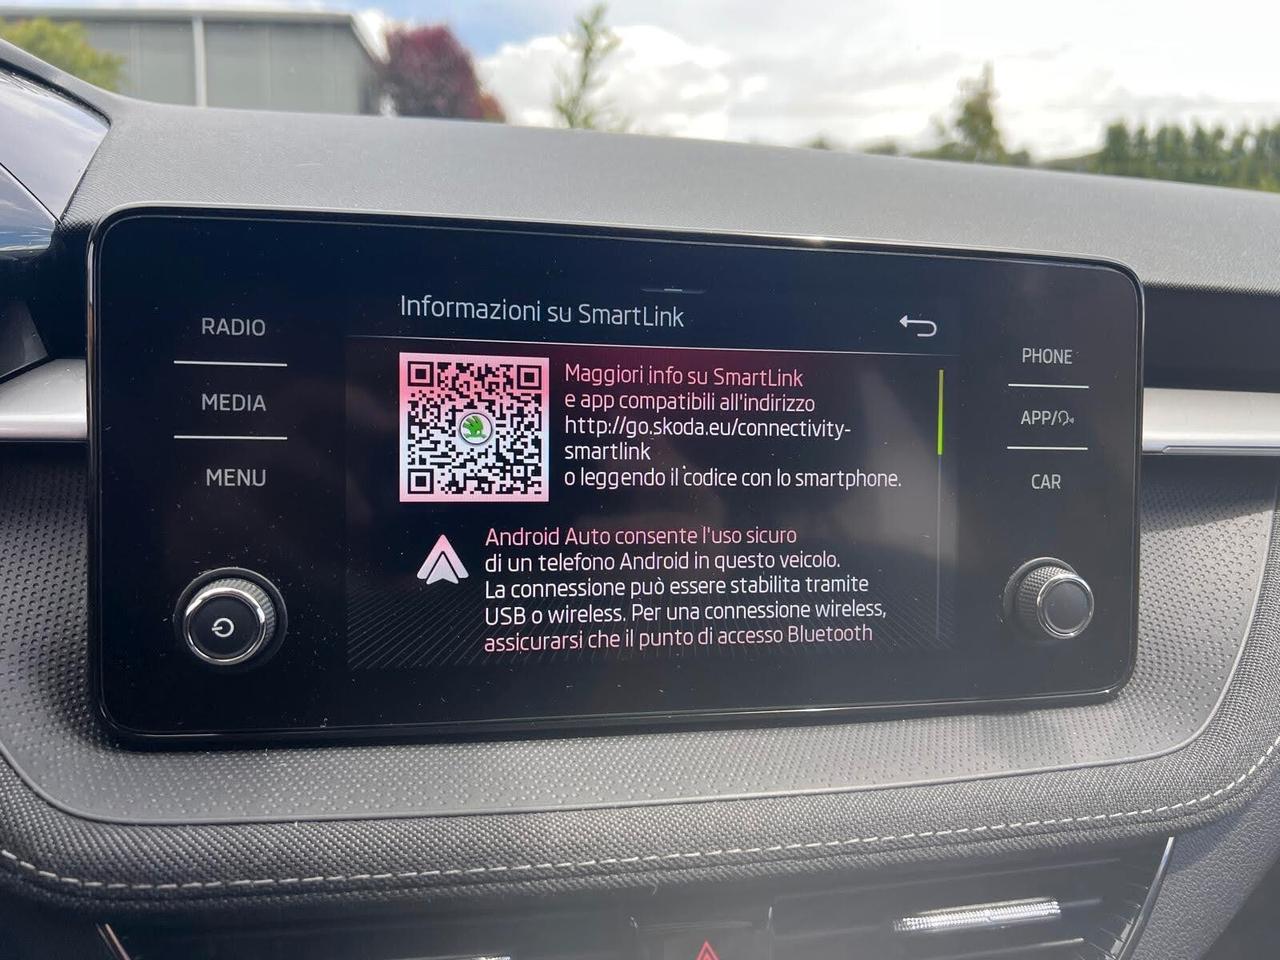 Informazioni su SmartLink
RADIO
MEDIA
MENU
Maggiori info su SmartLink
e app compatibili all'indirizzo
http://go.skoda.eu/connectivity-
smartlink
o leggendo il codice con lo smartphone.
Android Auto consente l'uso sicuro
di un telefono Android in questo veicolo.
La connessione può essere stabilita tramite
USB o wireless. Per una connessione wireless,
assicurarsi che il punto di accesso Bluetooth
PHONE
APP/
CAR